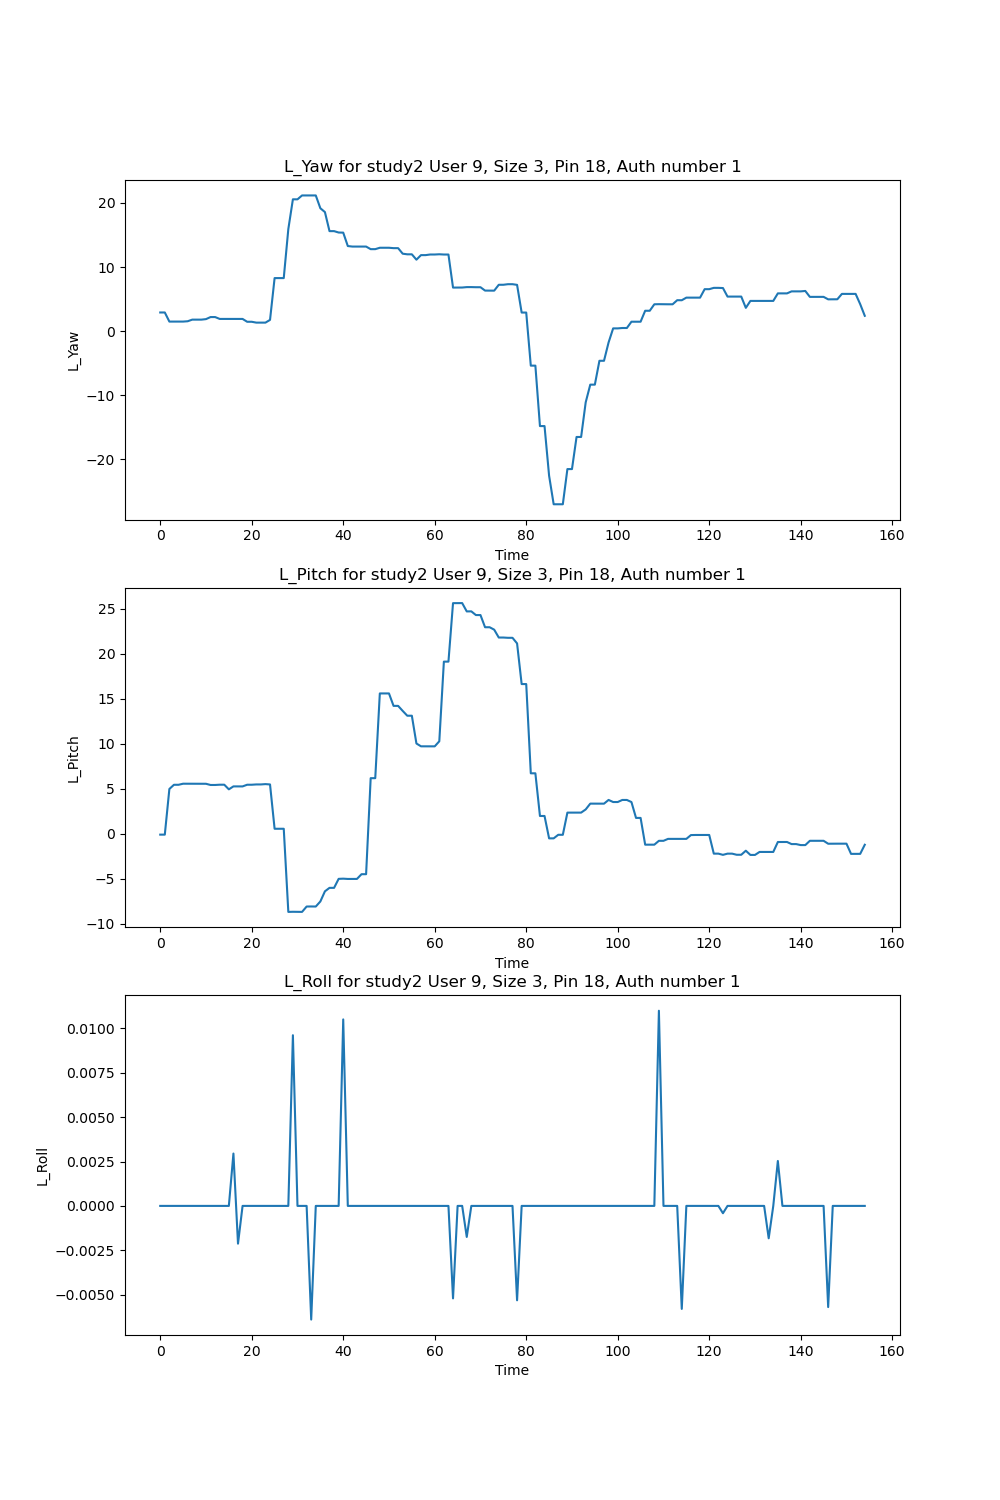 L_Yaw for study2 User 9, Size 3, Pin 18, Auth number 1
20
10
0
−10
−20
L_Yaw
0 20 40 60 80 100 120 140 160
Time
L_Pitch for study2 User 9, Size 3, Pin 18, Auth number 1
25
20
15
10
5
0
−5
−10
L_Pitch
0 20 40 60 80 100 120 140 160
Time
L_Roll for study2 User 9, Size 3, Pin 18, Auth number 1
0.0100
0.0075
0.0050
0.0025
0.0000
−0.0025
−0.0050
L_Roll
0 20 40 60 80 100 120 140 160
Time